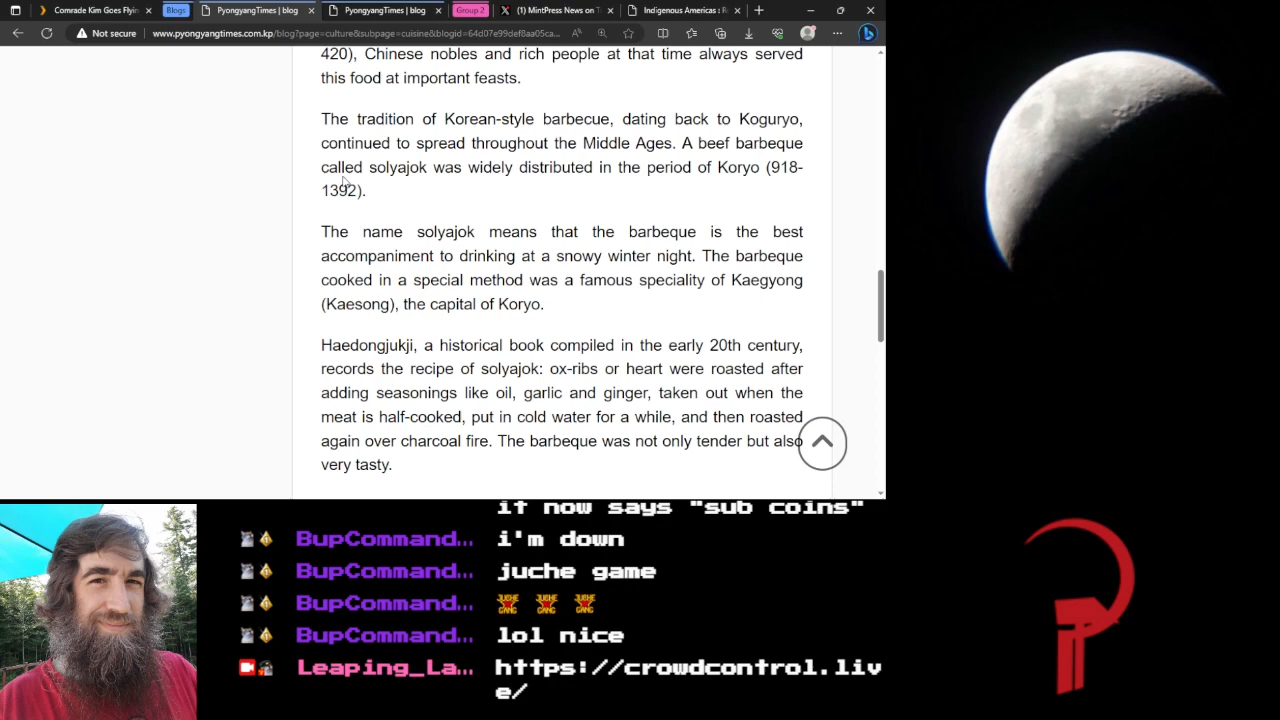 Comrade Kim Goes Flyin
Blogs
PyongyangTimes | blog
PyongyangTimes | blog
Group 2
(1) MintPress News on T
Indigenous Americas : R
Not secure
www.pyongyangtimes.com.kp/blog?page=culture&subpage=cuisine&blogid=64d07e99def8aa05ca...
420), Chinese nobles and rich people at that time always served
this food at important feasts.
The tradition of Korean-style barbecue, dating back to Koguryo,
continued to spread throughout the Middle Ages. A beef barbeque
called solyajok was widely distributed in the period of Koryo (918-
1392).
The name solyajok means that the barbeque is the best
accompaniment to drinking at a snowy winter night. The barbeque
cooked in a special method was a famous speciality of Kaegyong
(Kaesong), the capital of Koryo.
Haedongjukji, a historical book compiled in the early 20th century,
records the recipe of solyajok: ox-ribs or heart were roasted after
adding seasonings like oil, garlic and ginger, taken out when the
meat is half-cooked, put in cold water for a while, and then roasted
again over charcoal fire. The barbeque was not only tender but also
very tasty.
it now says "sub coins"
BupCommand... i'm down
BupCommand... juche game
BupCommand... JUCHE GANG JUCHE GANG JUCHE GANG
BupCommand... lol nice
Leaping_La... https://crowdcontrol.liv
e/